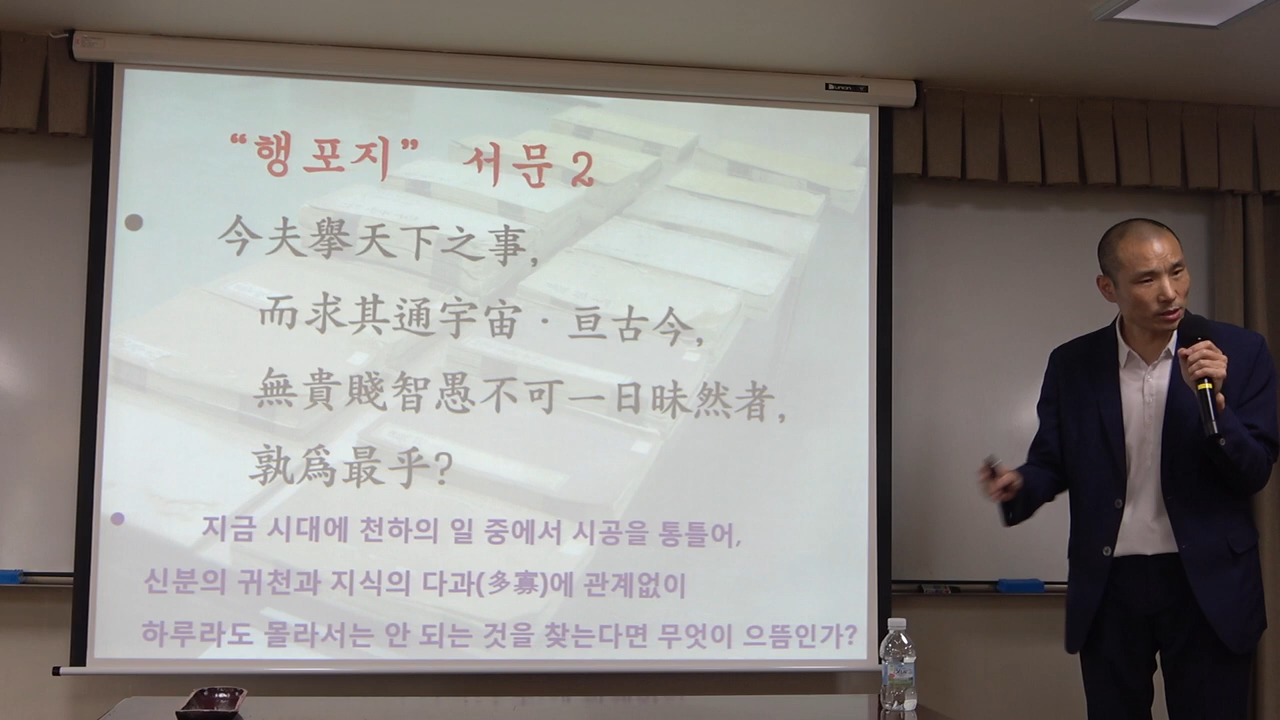 “행포지” 서문 2
• 今夫擧天下之事,
而求其通宇宙·亘古今,
無貴賤智愚不可一日昧然者,
孰爲最乎?
• 지금 시대에 천하의 일 중에서 시공을 통틀어,
신분의 귀천과 지식의 다과(多寡)에 관계없이
하루라도 몰라서는 안 되는 것을 찾는다면 무엇이 으뜸인가?